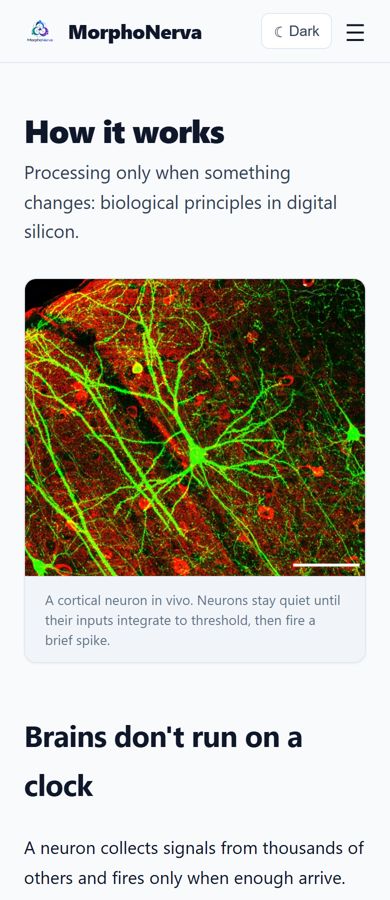 MorphoNerva
MorphoNerva
☾ Dark
How it works
Processing only when something
changes: biological principles in digital
silicon.
A cortical neuron in vivo. Neurons stay quiet until
their inputs integrate to threshold, then fire a
brief spike.
Brains don't run on a
clock
A neuron collects signals from thousands of
others and fires only when enough arrive.